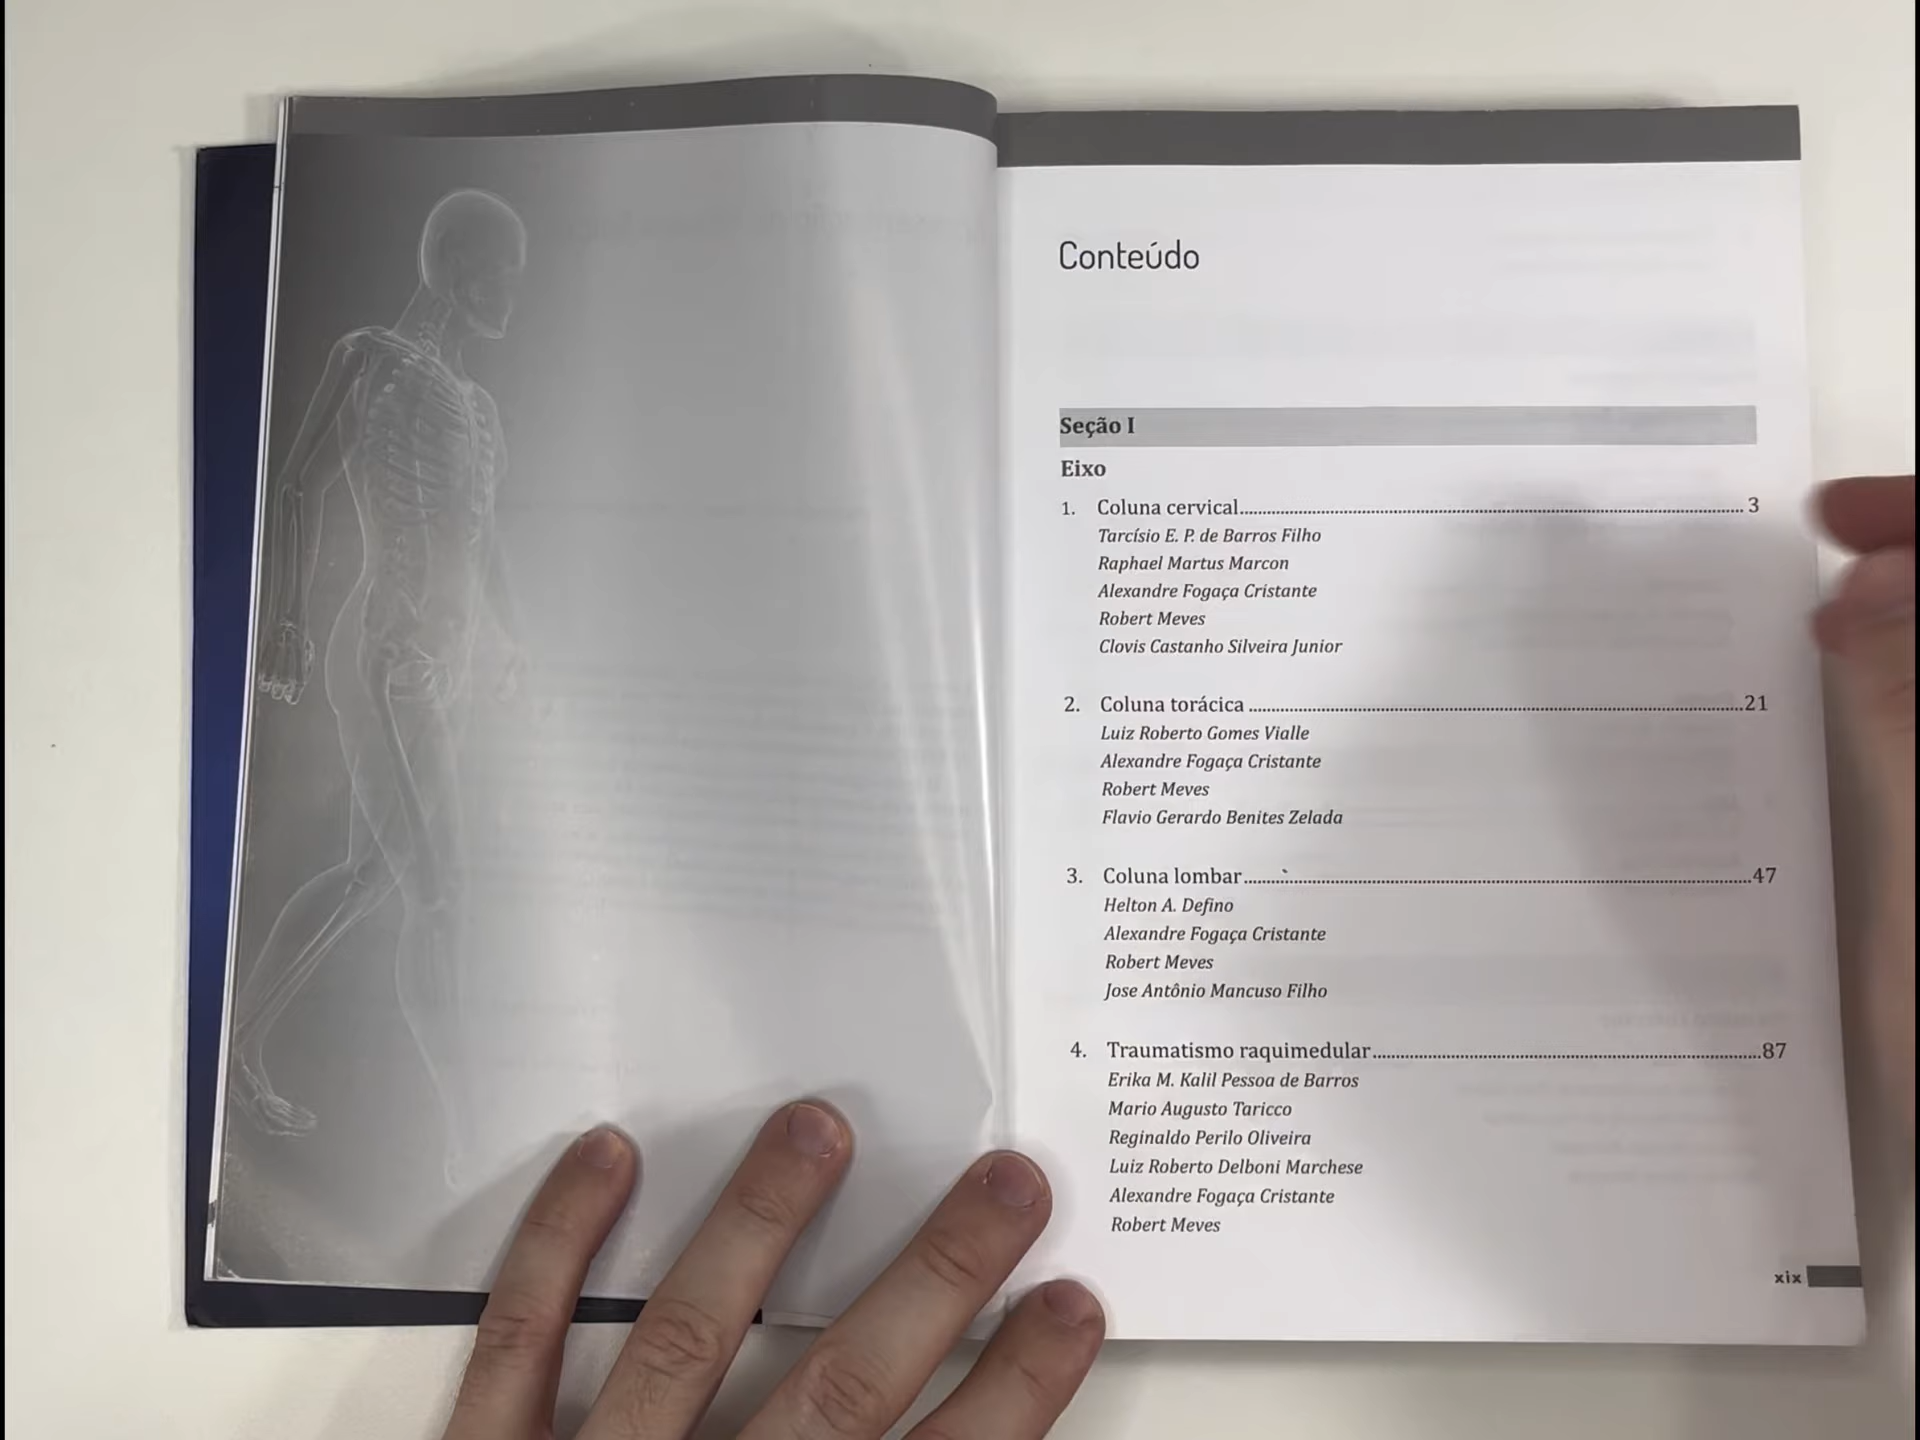 Conteúdo
Seção I
Eixo
1. Coluna cervical........................................ 3
Tarcísio E. P. de Barros Filho
Raphael Martus Marcon
Alexandre Fogaça Cristante
Robert Meves
Clovis Castanho Silveira Junior
2. Coluna torácica ........................................21
Luiz Roberto Gomes Vialle
Alexandre Fogaça Cristante
Robert Meves
Flavio Gerardo Benites Zelada
3. Coluna lombar........................................47
Helton A. Defino
Alexandre Fogaça Cristante
Robert Meves
Jose Antônio Mancuso Filho
4. Traumatismo raquimedular........................................87
Erika M. Kalil Pessoa de Barros
Mario Augusto Taricco
Reginaldo Perilo Oliveira
Luiz Roberto Delboni Marchese
Alexandre Fogaça Cristante
Robert Meves
xix